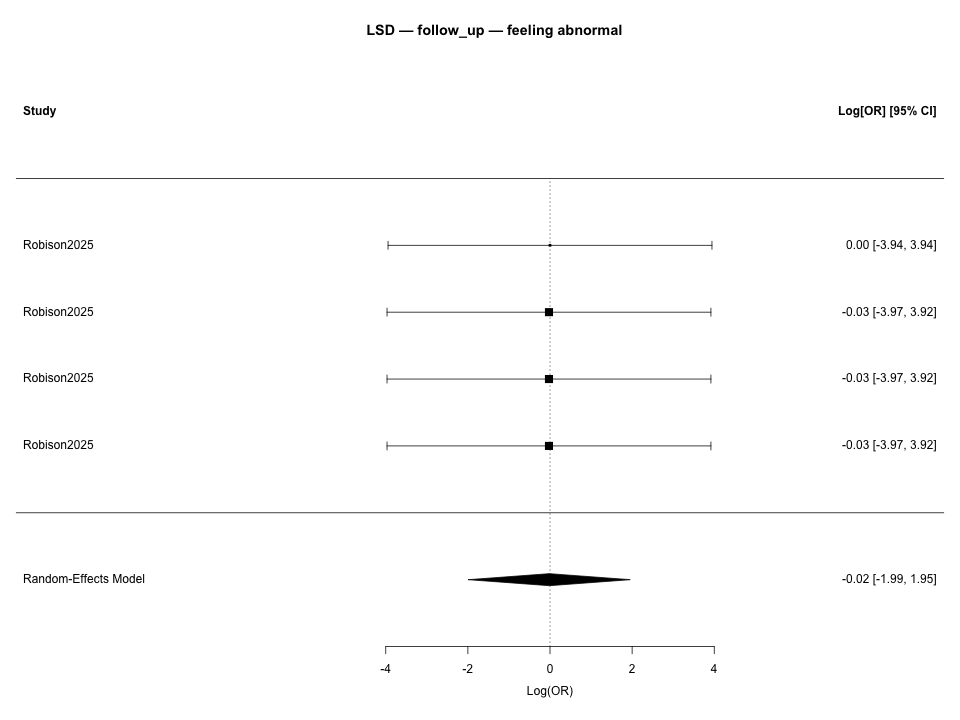 LSD — follow_up — feeling abnormal
Study Log[OR] [95% CI]
Robison2025 0.00 [-3.94, 3.94]
Robison2025 -0.03 [-3.97, 3.92]
Robison2025 -0.03 [-3.97, 3.92]
Robison2025 -0.03 [-3.97, 3.92]
Random-Effects Model -0.02 [-1.99, 1.95]
-4 -2 0 2 4
Log(OR)